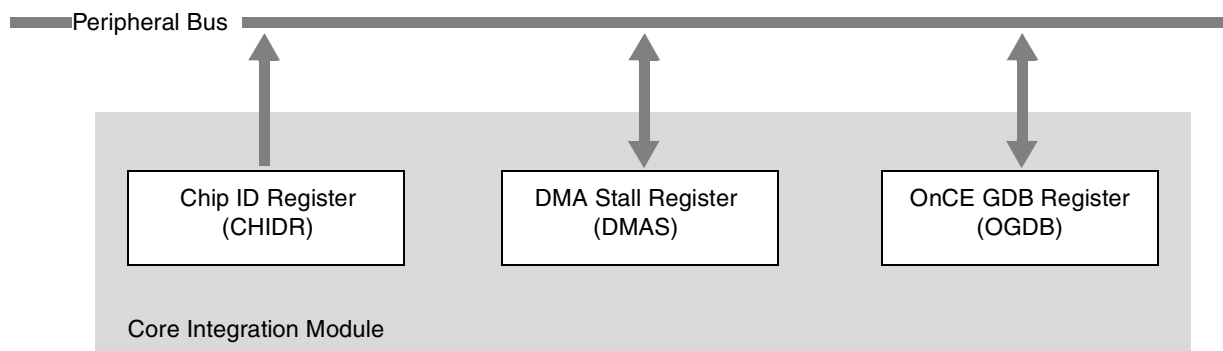 Peripheral Bus
Chip ID Register
(CHIDR)
DMA Stall Register
(DMAS)
OnCE GDB Register
(OGDB)
Core Integration Module